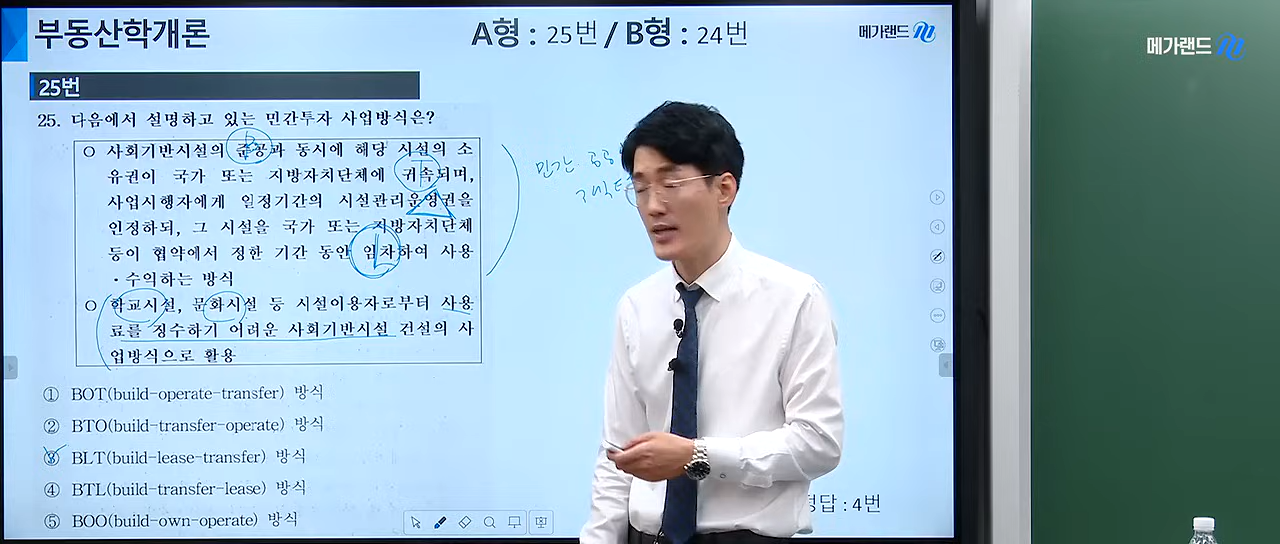 부동산학개론
A형 : 25번 / B형 : 24번
메가랜드
메가랜드
25번
25. 다음에서 설명하고 있는 민간투자 사업방식은?
○ 사회기반시설의 준공과 동시에 해당 시설의 소
유권이 국가 또는 지방자치단체에 귀속되며,
사업시행자에게 일정기간의 시설관리운영권을
인정하되, 그 시설을 국가 또는 지방자치단체
등이 협약에서 정한 기간 동안 임차하여 사용
·수익하는 방식
○ 학교시설, 문화시설 등 시설이용자로부터 사용
료를 징수하기 어려운 사회기반시설 건설의 사
업방식으로 활용
B
T
L
민간
① BOT(build-operate-transfer) 방식
② BTO(build-transfer-operate) 방식
③ BLT(build-lease-transfer) 방식
④ BTL(build-transfer-lease) 방식
⑤ BOO(build-own-operate) 방식
답 : 4번